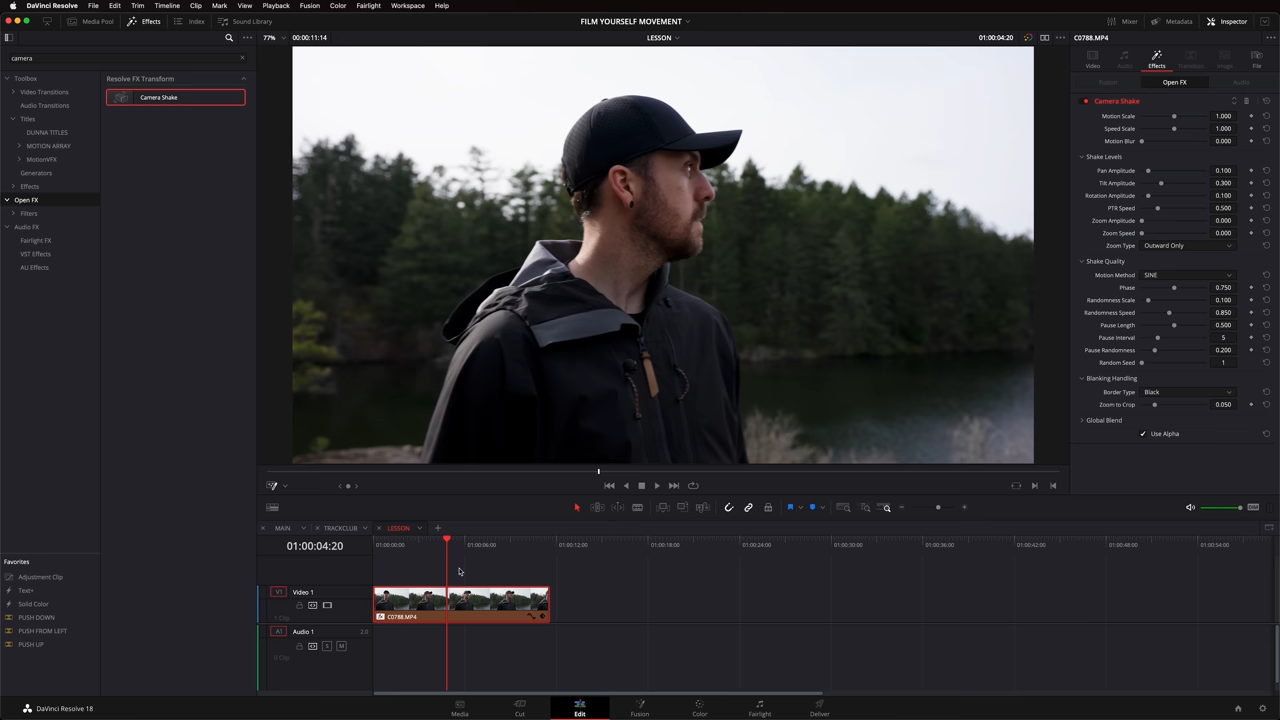 DaVinci Resolve File Edit Trim Timeline Clip Mark View Playback Fusion Color Fairlight Workspace Help
Media Pool Effects Index Sound Library FILM YOURSELF MOVEMENT Mixer Metadata Inspector
77% 00:00:11:14 LESSON 01:00:04:20 C0788.MP4
camera
Toolbox
Video Transitions
Audio Transitions
Titles
DUNNA TITLES
MOTION ARRAY
MotionVFX
Generators
Effects
Open FX
Filters
Audio FX
Fairlight FX
VST Effects
AU Effects
Resolve FX Transform
Camera Shake
Video Audio Effects Transition Image File
Fusion Open FX Audio
Camera Shake
Motion Scale 1.000
Speed Scale 1.000
Motion Blur 0.000
Shake Levels
Pan Amplitude 0.100
Tilt Amplitude 0.300
Rotation Amplitude 0.100
PTR Speed 0.500
Zoom Amplitude 0.000
Zoom Speed 0.000
Zoom Type Outward Only
Shake Quality
Motion Method SINE
Phase 0.750
Randomness Scale 0.100
Randomness Speed 0.850
Pause Length 0.500
Pause Interval 5
Pause Randomness 0.200
Random Seed 1
Blanking Handling
Border Type Black
Zoom to Crop 0.050
Global Blend
Use Alpha
MAIN TRACKCLUB LESSON
01:00:04:20
01:00:00:00 01:00:06:00 01:00:12:00 01:00:18:00 01:00:24:00 01:00:30:00 01:00:36:00 01:00:42:00 01:00:48:00 01:00:54:00
V1 Video 1
1 Clip
C0788.MP4
A1 Audio 1 2.0
S M
0 Clip
Favorites
Adjustment Clip
Text+
Solid Color
PUSH DOWN
PUSH FROM LEFT
PUSH UP
DaVinci Resolve 18
Media Cut Edit Fusion Color Fairlight Deliver